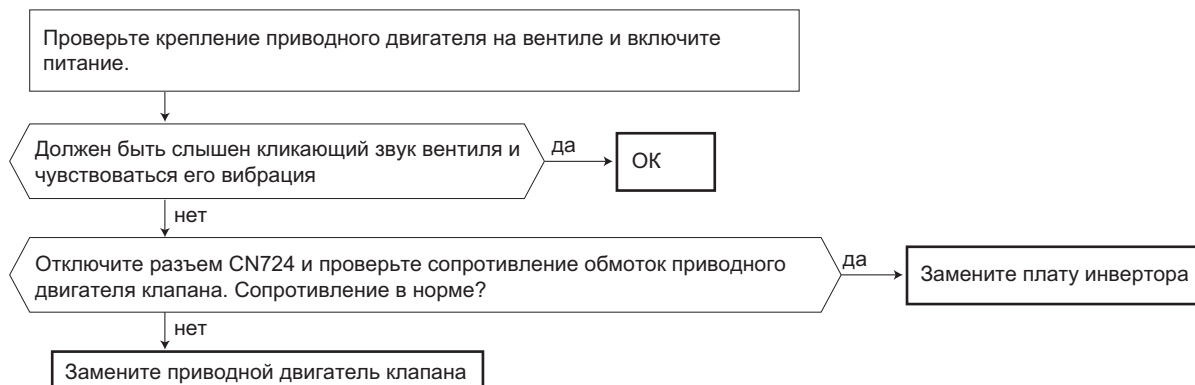 Проверьте крепление приводного двигателя на вентиле и включите
питание.
Должен быть слышен кликающий звук вентиля и
чувствоваться его вибрация
да
ОК
нет
Отключите разъем CN724 и проверьте сопротивление обмоток приводного
двигателя клапана. Сопротивление в норме?
да
Замените плату инвертора
нет
Замените приводной двигатель клапана